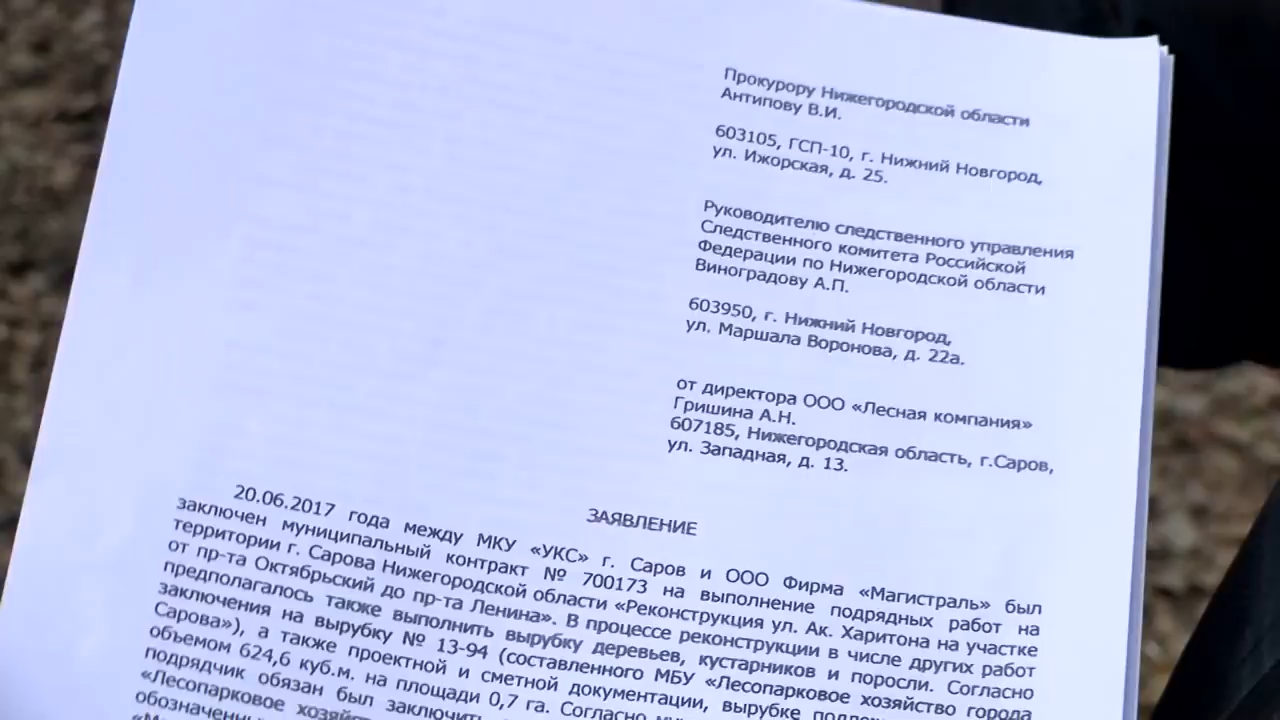 Прокурору Нижегородской области
Антипову В.И.
603105, ГСП-10, г. Нижний Новгород,
ул. Ижорская, д. 25.
Руководителю следственного управления
Следственного комитета Российской
Федерации по Нижегородской области
Виноградову А.П.
603950, г. Нижний Новгород,
ул. Маршала Воронова, д. 22а.
от директора ООО «Лесная компания»
Гришина А.Н.
607185, Нижегородская область, г.Саров,
ул. Западная, д. 13.
ЗАЯВЛЕНИЕ
20.06.2017 года между МКУ «УКС» г. Саров и ООО Фирма «Магистраль» был
заключен муниципальный контракт № 700173 на выполнение подрядных работ на
территории г. Сарова Нижегородской области «Реконструкция ул. Ак. Харитона на участке
от пр-та Октябрьский до пр-та Ленина». В процессе реконструкции в числе других работ
предполагалось также выполнить вырубку деревьев, кустарников и поросли. Согласно
заключения на вырубку № 13-94 (составленного МБУ «Лесопарковое хозяйство города
Сарова»), а также проектной и сметной документации, вырубке
объемом 624,6 куб.м. на площади 0,7 га. Согласно
подрядчик обязан был
«Лесопарковое